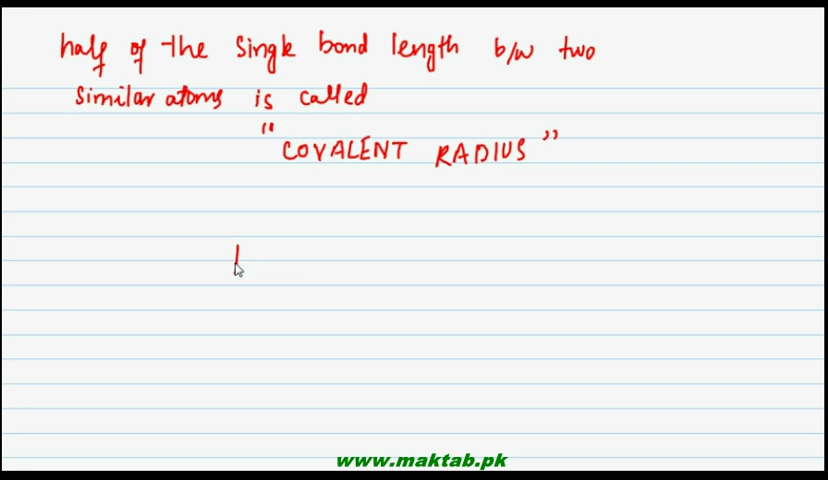 half of the single bond length b/w two
similar atoms is called
"COVALENT RADIUS"
www.maktab.pk